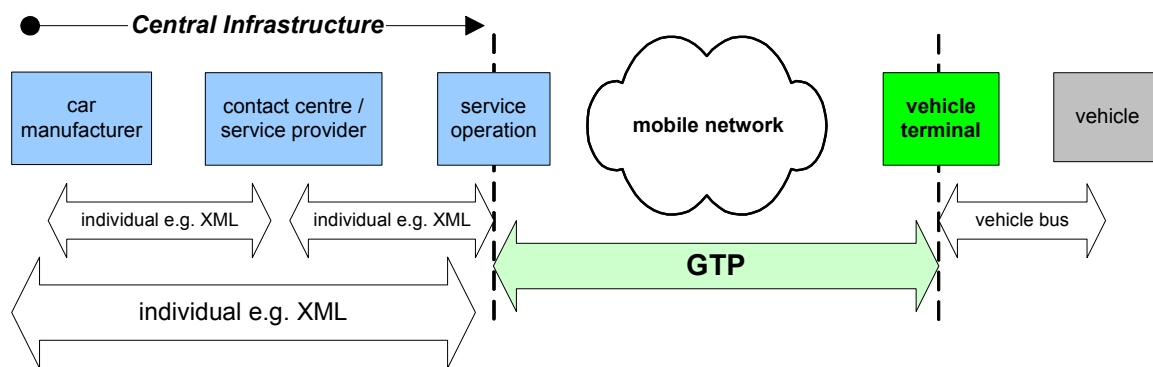 Central Infrastructure
car
manufacturer
contact centre /
service provider
service
operation
mobile network
vehicle
terminal
vehicle
individual e.g. XML
individual e.g. XML
vehicle bus
GTP
individual e.g. XML